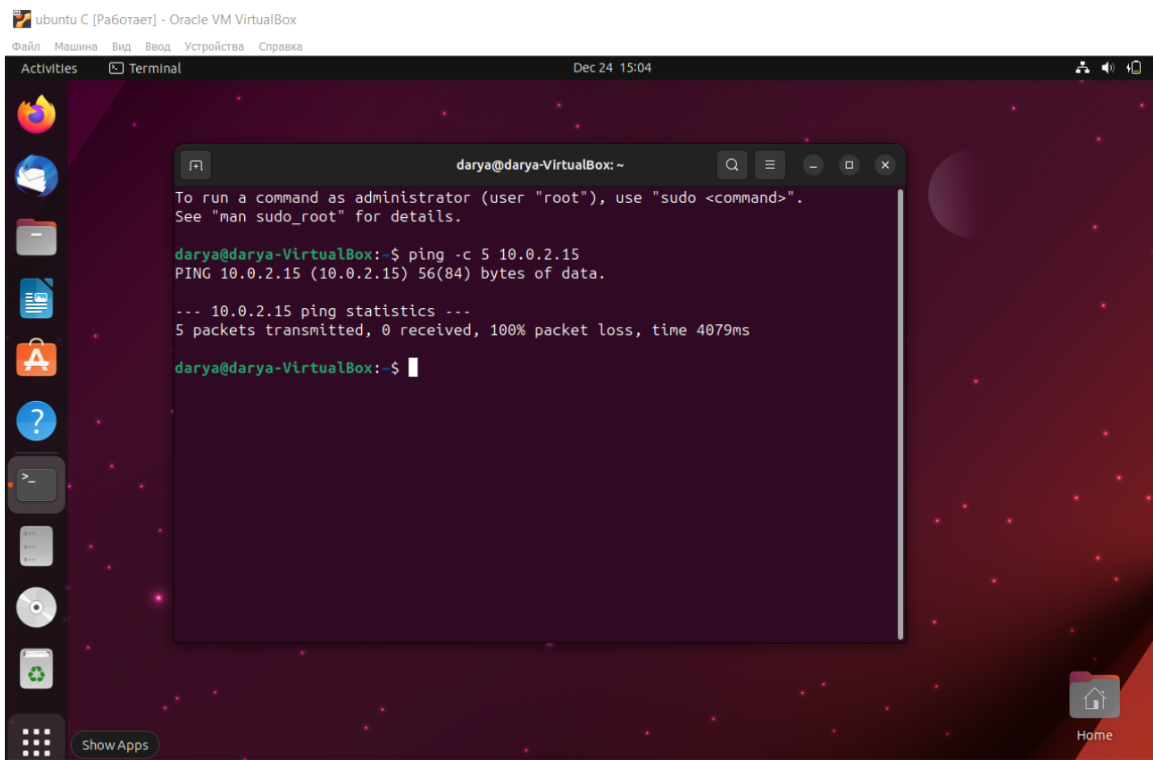 ubuntu C [Работает] - Oracle VM VirtualBox
Файл Машина Вид Ввод Устройства Справка
Activities Terminal Dec 24 15:04
darya@darya-VirtualBox: ~
To run a command as administrator (user "root"), use "sudo <command>".
See "man sudo_root" for details.
darya@darya-VirtualBox:~$ ping -c 5 10.0.2.15
PING 10.0.2.15 (10.0.2.15) 56(84) bytes of data.
--- 10.0.2.15 ping statistics ---
5 packets transmitted, 0 received, 100% packet loss, time 4079ms
darya@darya-VirtualBox:~$
Home
Show Apps